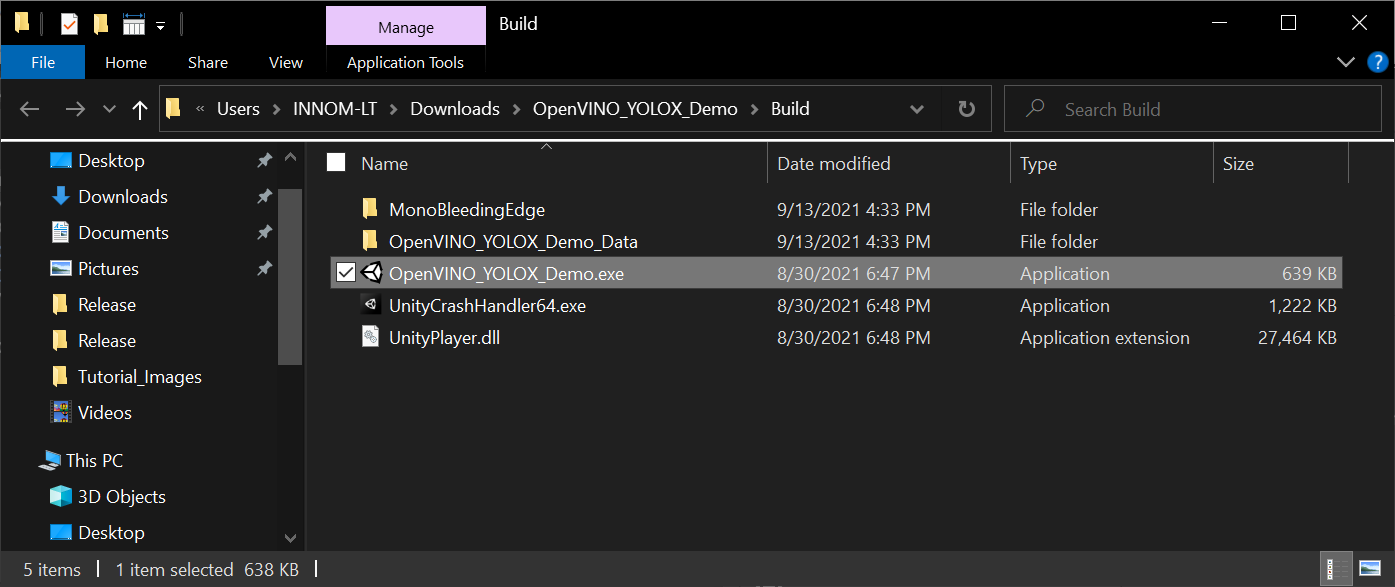 Manage Build
File Home Share View Application Tools ?
« Users > INNOM-LT > Downloads > OpenVINO_YOLOX_Demo > Build Search Build
Desktop
Downloads
Documents
Pictures
Release
Release
Tutorial_Images
Videos
This PC
3D Objects
Desktop
Name Date modified Type Size
MonoBleedingEdge 9/13/2021 4:33 PM File folder
OpenVINO_YOLOX_Demo_Data 9/13/2021 4:33 PM File folder
OpenVINO_YOLOX_Demo.exe 8/30/2021 6:47 PM Application 639 KB
UnityCrashHandler64.exe 8/30/2021 6:48 PM Application 1,222 KB
UnityPlayer.dll 8/30/2021 6:48 PM Application extension 27,464 KB
5 items 1 item selected 638 KB